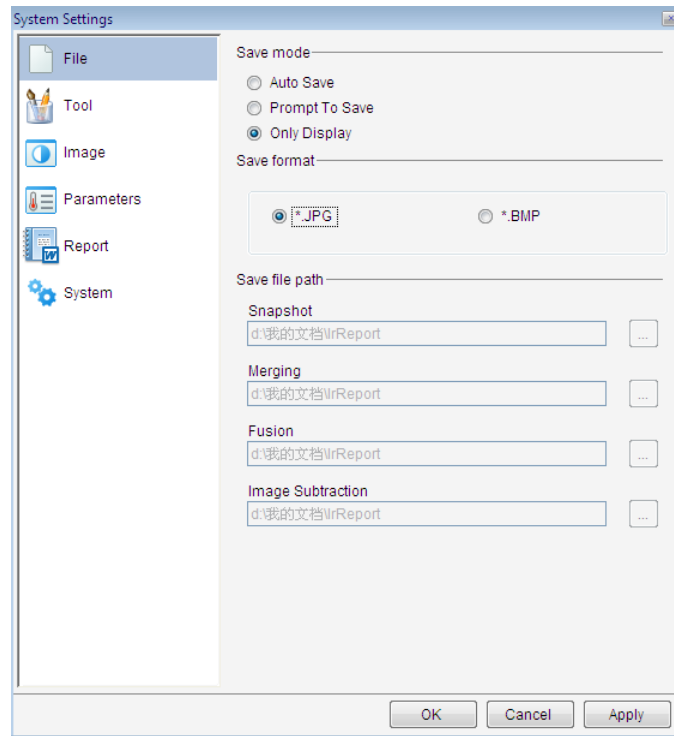 System Settings
File
Tool
Image
Parameters
Report
System
Save mode
Auto Save
Prompt To Save
Only Display
Save format
*.JPG
*.BMP
Save file path
Snapshot
d:\我的文档\IrReport
...
Merging
d:\我的文档\IrReport
...
Fusion
d:\我的文档\IrReport
...
Image Subtraction
d:\我的文档\IrReport
...
OK
Cancel
Apply